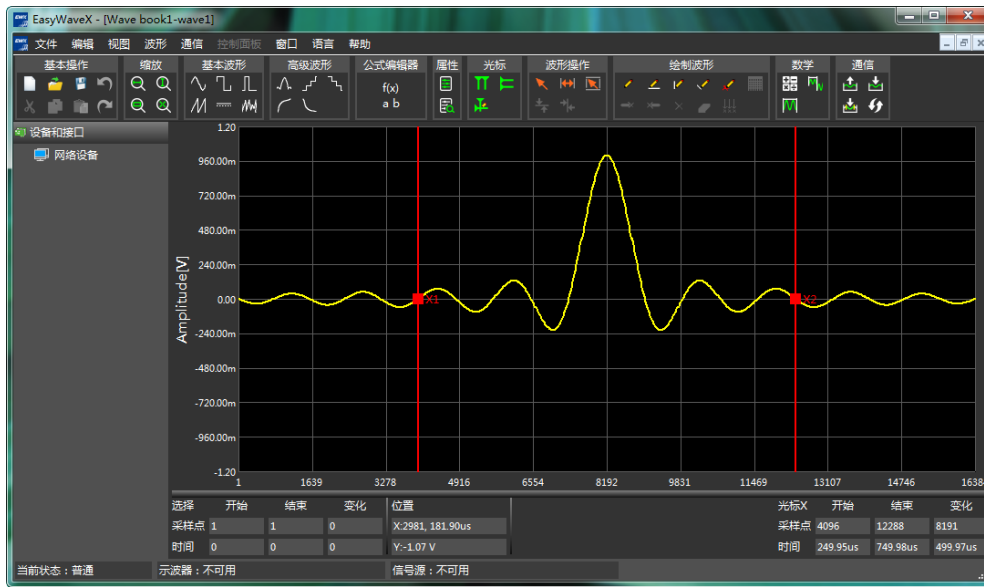 EasyWaveX - [Wave book1-wave1]
文件 编辑 视图 波形 通信 控制面板 窗口 语言 帮助
基本操作 缩放 基本波形 高级波形 公式编辑器 属性 光标 波形操作 绘制波形 数学 通信
f(x)
a b
设备和接口
网络设备
1.20
960.00m
720.00m
480.00m
240.00m
0.00
-240.00m
-480.00m
-720.00m
-960.00m
-1.20
Amplitude[V]
X1
X2
1 1639 3278 4916 6554 8192 9831 11469 13107 14746 16384
选择 开始 结束 变化 位置 光标X 开始 结束 变化
采样点 1 1 0 X:2981, 181.90us 采样点 4096 12288 8191
时间 0 0 0 Y:-1.07 V 时间 249.95us 749.98us 499.97us
当前状态：普通 示波器：不可用 信号源：不可用